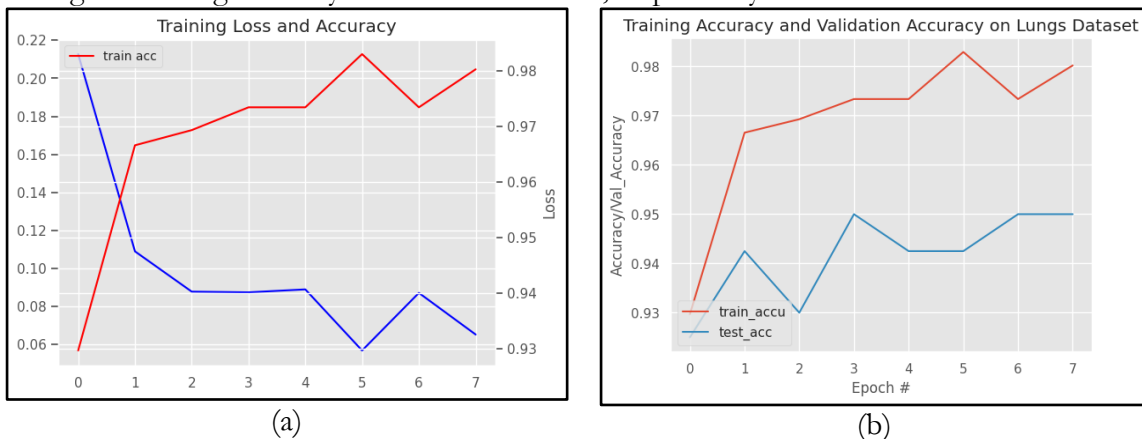 Training Loss and Accuracy
train acc
0.22
0.20
0.18
0.16
0.14
0.12
0.10
0.08
0.06
0.98
0.97
0.96
0.95
0.94
0.93
Loss
0 1 2 3 4 5 6 7
(a)
Training Accuracy and Validation Accuracy on Lungs Dataset
0.98
0.97
0.96
0.95
0.94
0.93
Accuracy/Val_Accuracy
train_accu
test_acc
0 1 2 3 4 5 6 7
Epoch #
(b)